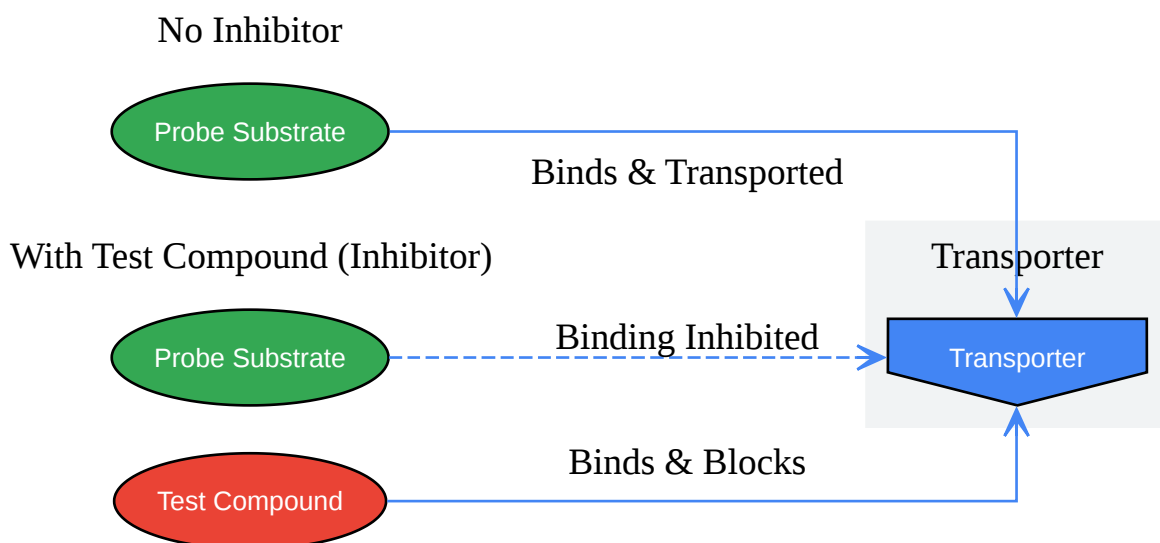 No Inhibitor
Probe Substrate
Binds & Transported
With Test Compound (Inhibitor)
Transporter
Probe Substrate
Binding Inhibited
Transporter
Test Compound
Binds & Blocks